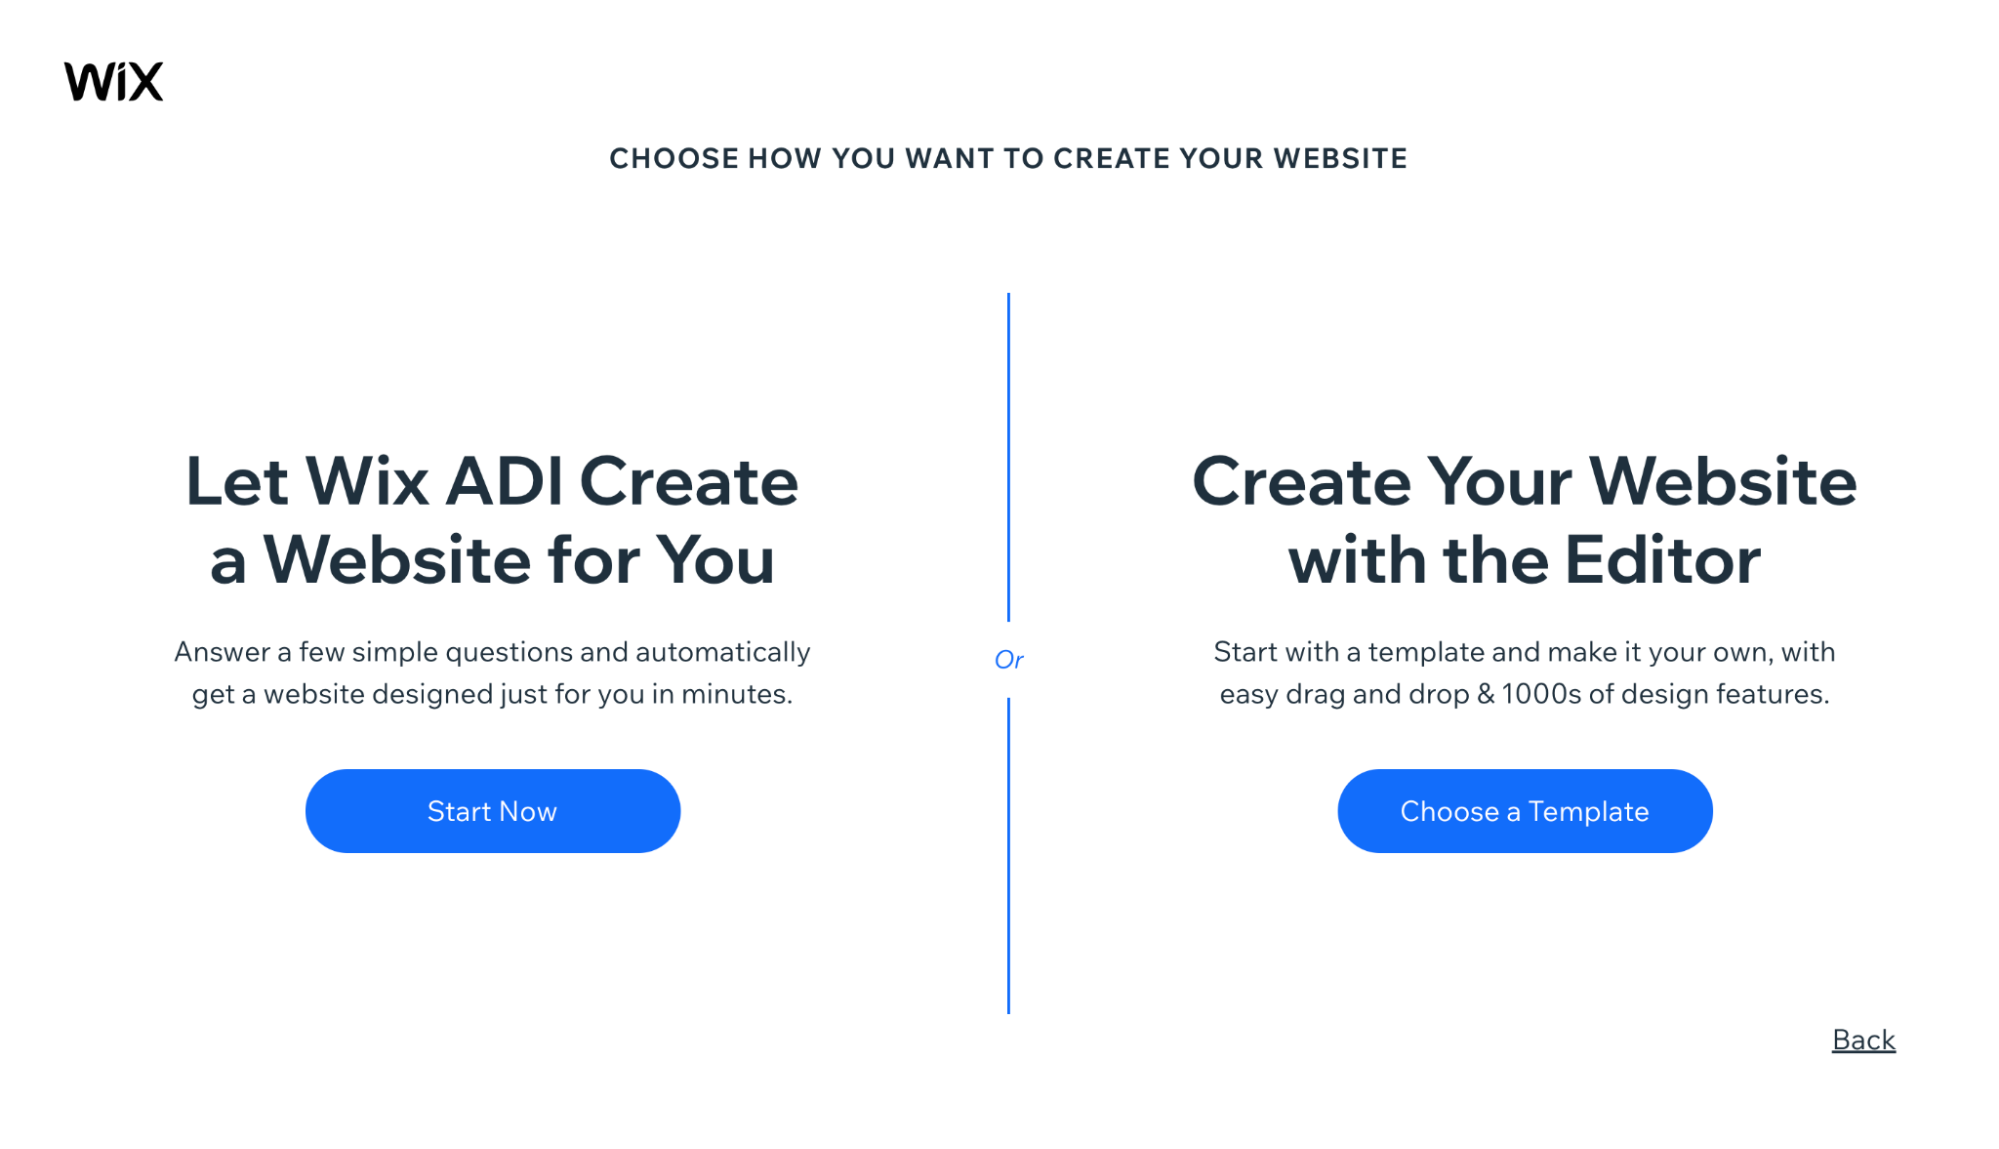 WiX
CHOOSE HOW YOU WANT TO CREATE YOUR WEBSITE
Let Wix ADI Create
a Website for You
Answer a few simple questions and automatically
get a website designed just for you in minutes.
Start Now
Or
Create Your Website
with the Editor
Start with a template and make it your own, with
easy drag and drop & 1000s of design features.
Choose a Template
Back